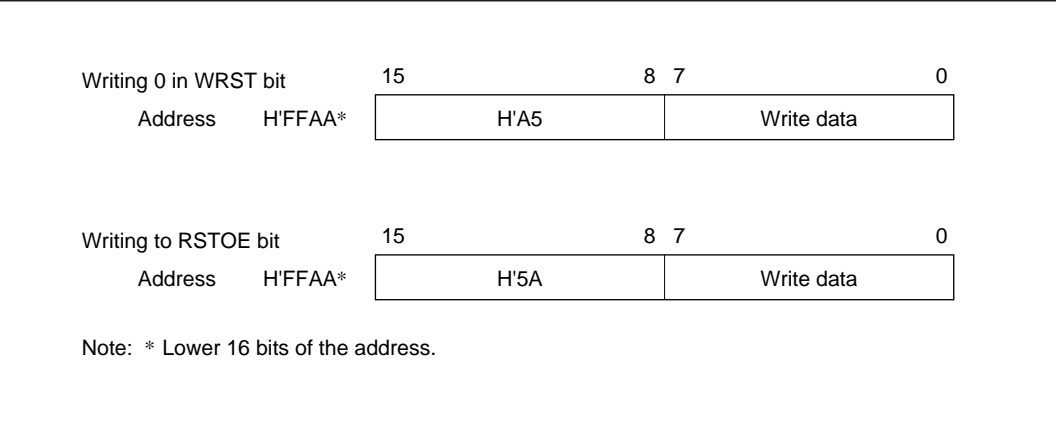 Writing 0 in WRST bit 15 8 7 0
Address H'FFAA* H'A5 Write data
Writing to RSTOE bit 15 8 7 0
Address H'FFAA* H'5A Write data
Note: * Lower 16 bits of the address.